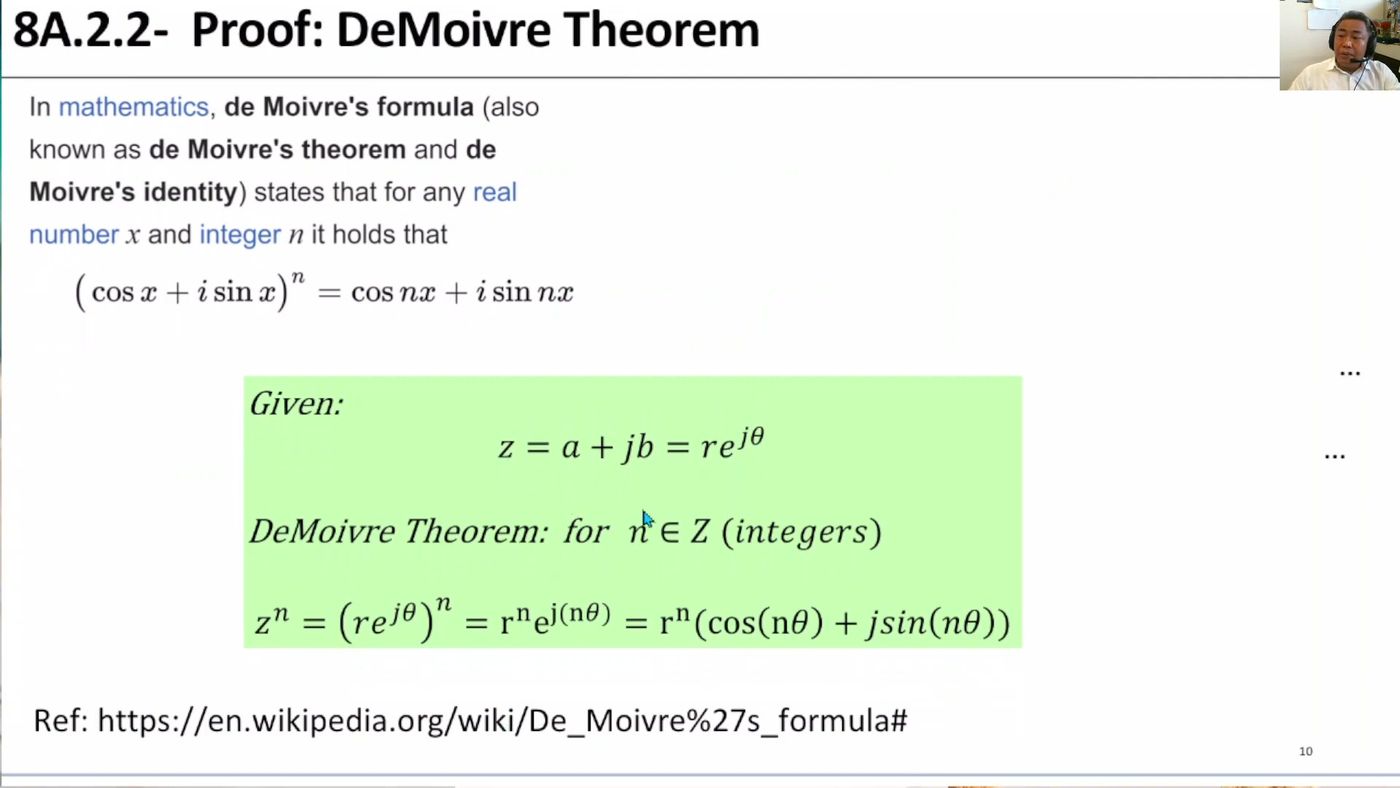 8A.2.2- Proof: DeMoivre Theorem
In mathematics, de Moivre's formula (also
known as de Moivre's theorem and de
Moivre's identity) states that for any real
number x and integer n it holds that
(cos x + i sin x)ⁿ = cos nx + i sin nx
...
Given:
z = a + jb = re^{jθ}
...
DeMoivre Theorem: for n ∈ Z (integers)
zⁿ = (re^{jθ})ⁿ = rⁿe^{j(nθ)} = rⁿ(cos(nθ) + jsin(nθ))
Ref: https://en.wikipedia.org/wiki/De_Moivre%27s_formula#
10